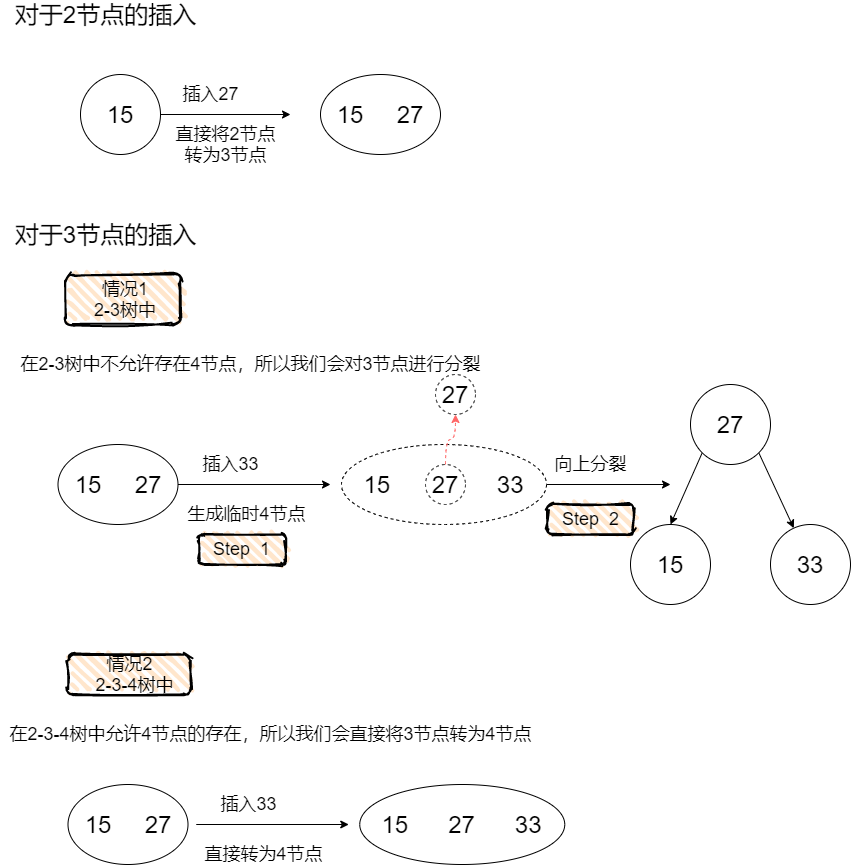 对于2节点的插入
插入27
15
15 27
直接将2节点
转为3节点
对于3节点的插入
情况1
2-3树中
在2-3树中不允许存在4节点，所以我们会对3节点进行分裂
27
27
插入33
向上分裂
15 27
15 27 33
生成临时4节点
Step 2
Step 1
15
33
情况2
2-3-4树中
在2-3-4树中允许4节点的存在，所以我们会直接将3节点转为4节点
插入33
15 27
15 27 33
直接转为4节点